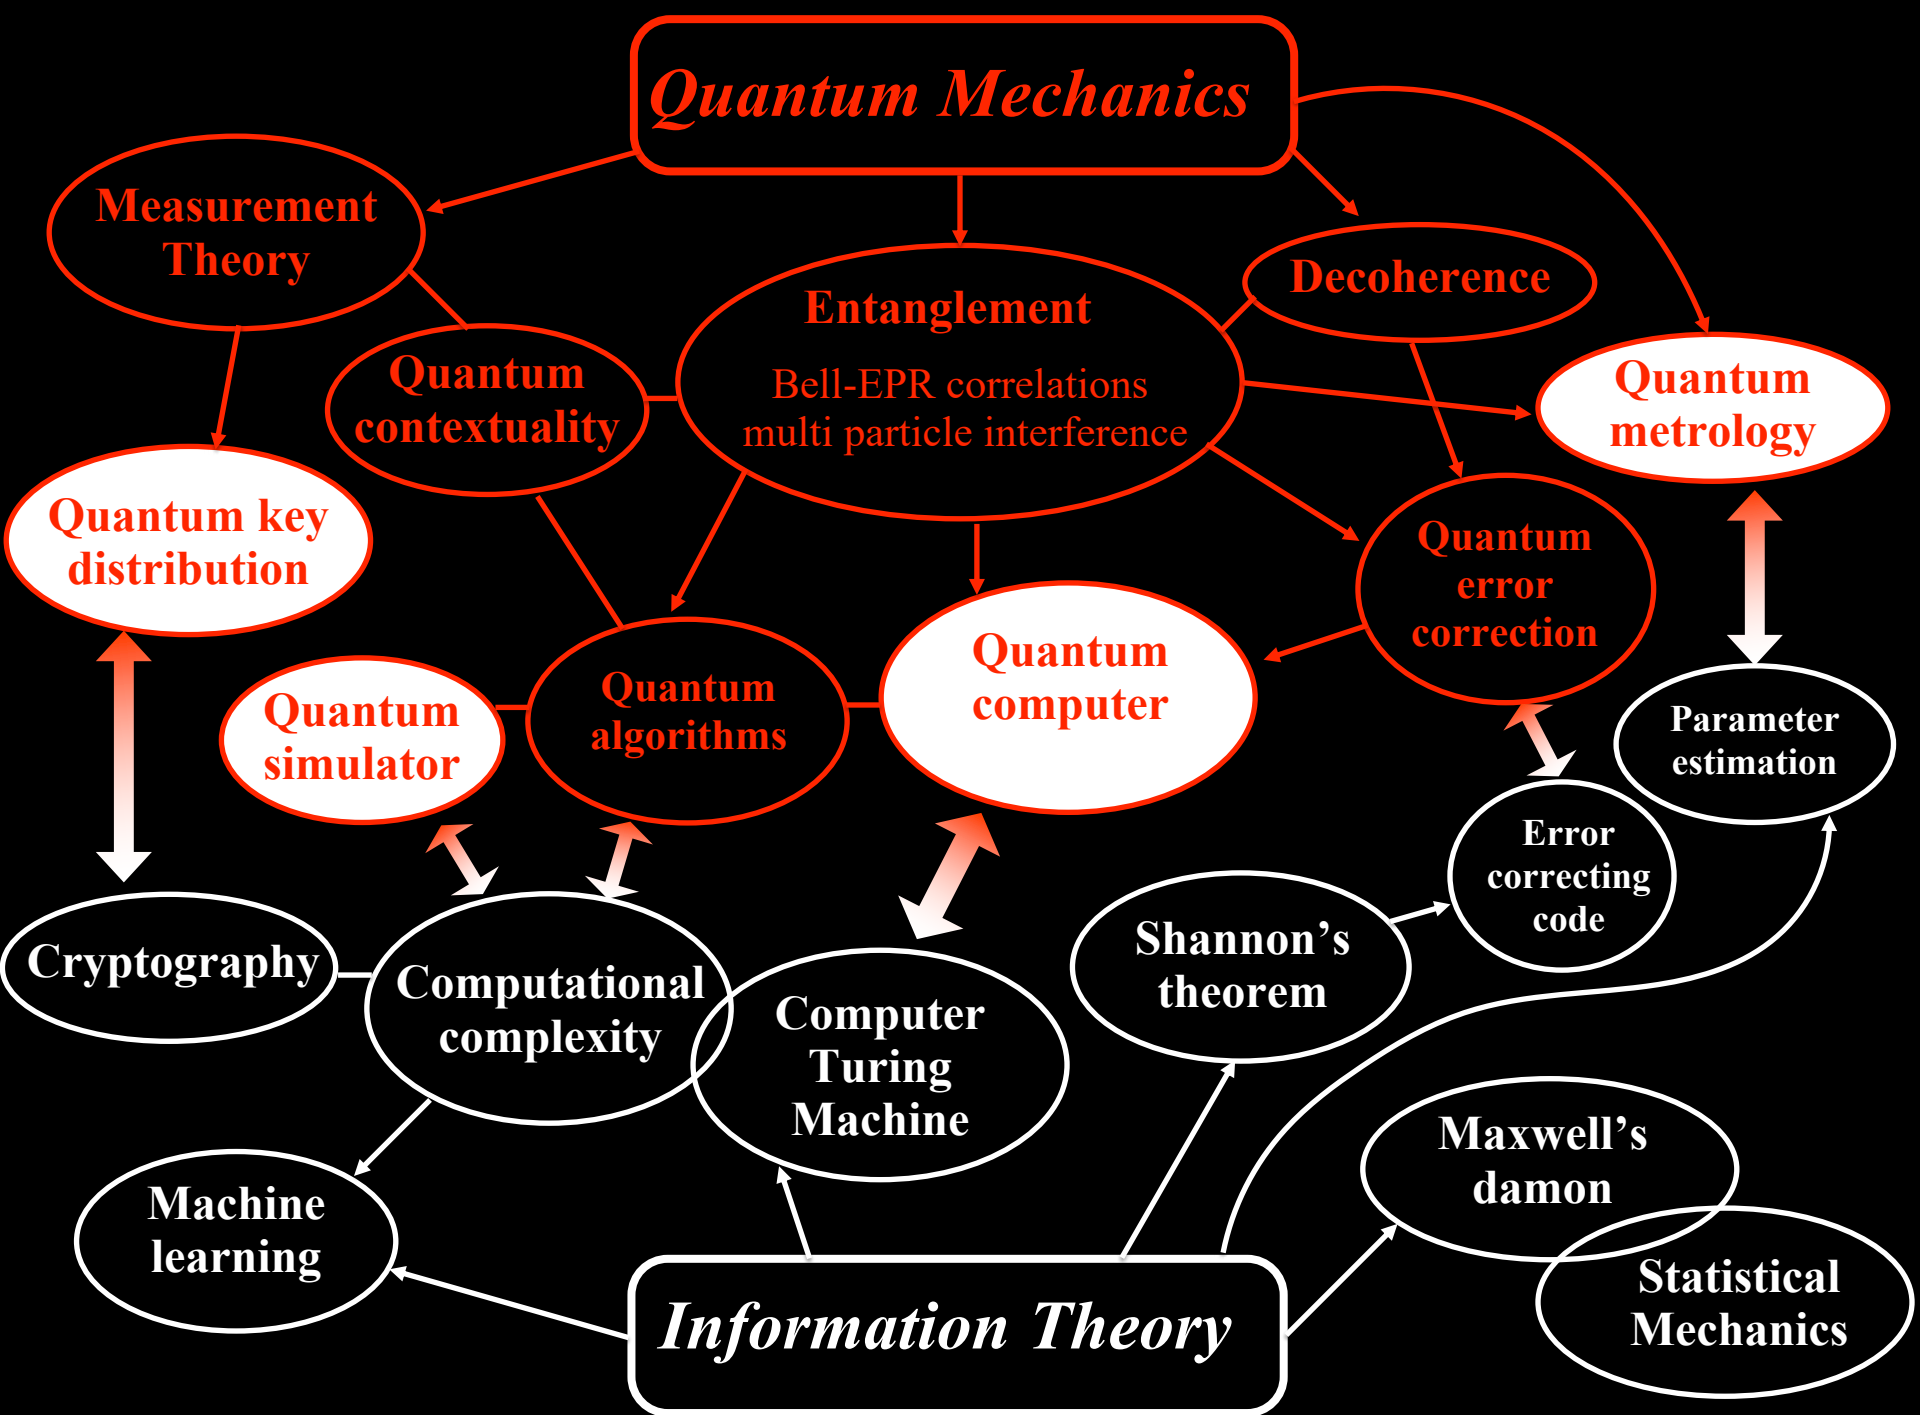 Quantum Mechanics
Measurement
Theory
Decoherence
Entanglement
Bell-EPR correlations
multi particle interference
Quantum
contextuality
Quantum
metrology
Quantum key
distribution
Quantum
error
correction
Quantum
simulator
Quantum
algorithms
Quantum
computer
Parameter
estimation
Error
correcting
code
Cryptography
Computational
complexity
Computer
Turing
Machine
Shannon’s
theorem
Machine
learning
Maxwell’s
damon
Statistical
Mechanics
Information Theory